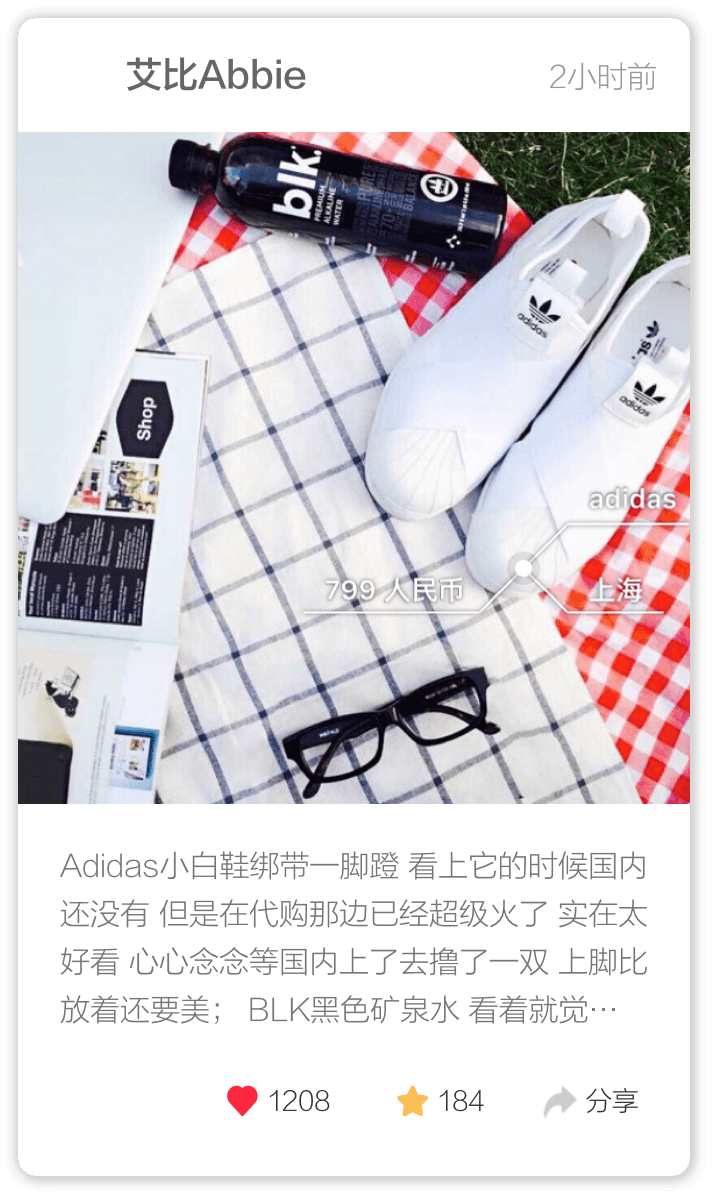 艾比Abbie
2小时前
blk.
PREMIUM
ALKALINE
WATER
adidas
adidas
Shop
adidas
799 人民币
上海
Adidas小白鞋绑带一脚蹬 看上它的时候国内
还没有 但是在代购那边已经超级火了 实在太
好看 心心念念等国内上了去撸了一双 上脚比
放着还要美； BLK黑色矿泉水 看着就觉…
1208
184
分享